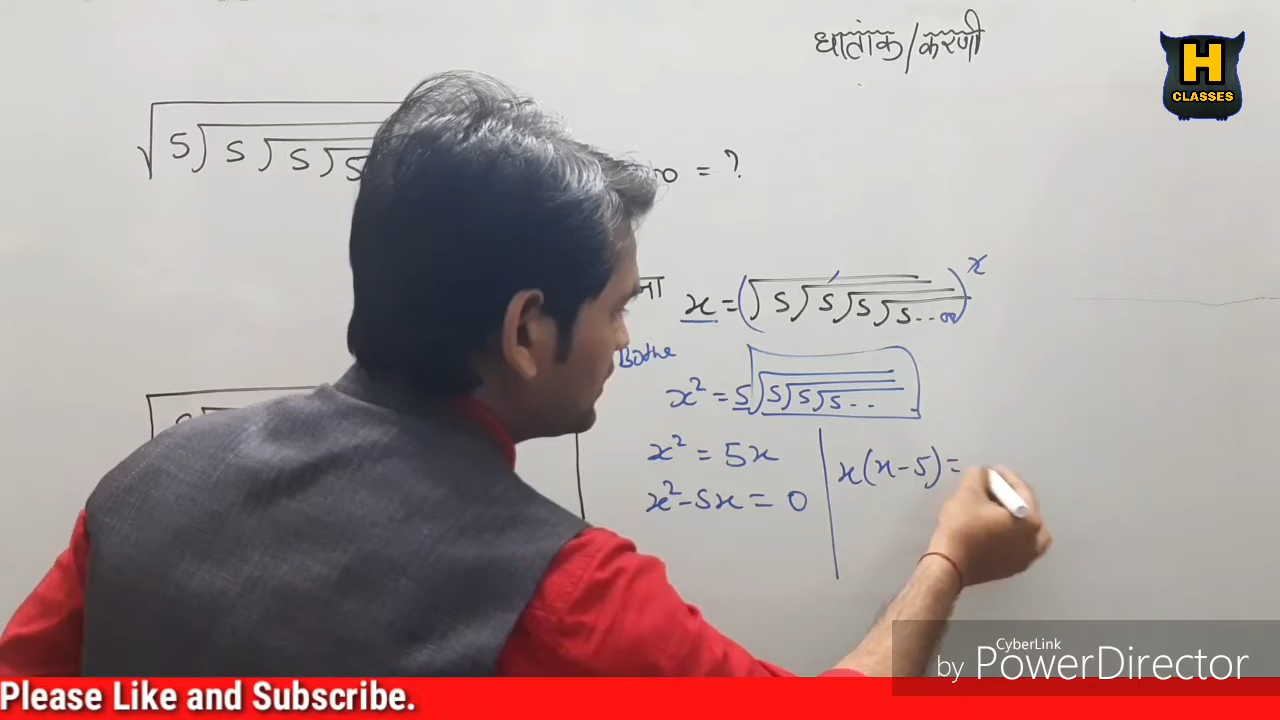 घातांक/करणी
H
CLASSES
√5√5√5√5 ∞ = ?
x = (√5√5√5√5...∞)^x
Bothe
x² = 5√5√5√5...
x² = 5x
x² - 5x = 0
x(x-5) =
CyberLink
by PowerDirector
Please Like and Subscribe.